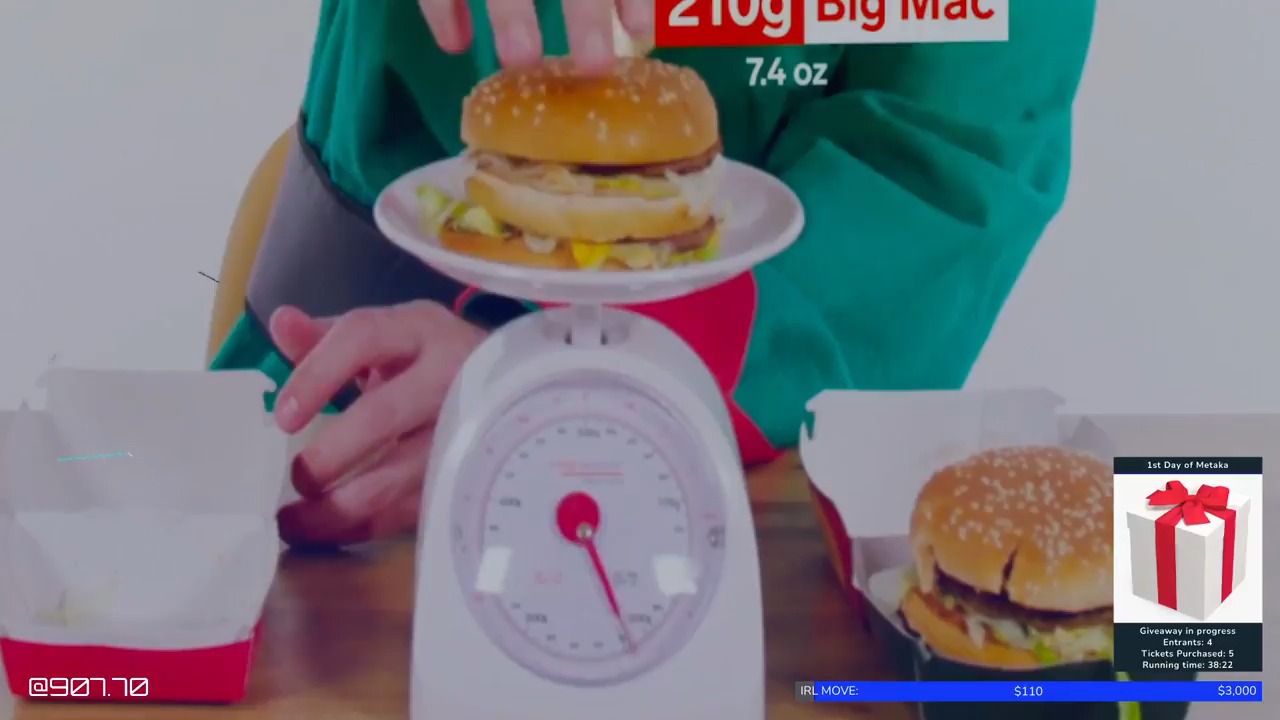 210g Big Mac
7.4 oz
1st Day of Metaka
Giveaway in progress
Entrants: 4
Tickets Purchased: 5
Running time: 38:22
IRL MOVE: $110 $3,000
@907.70